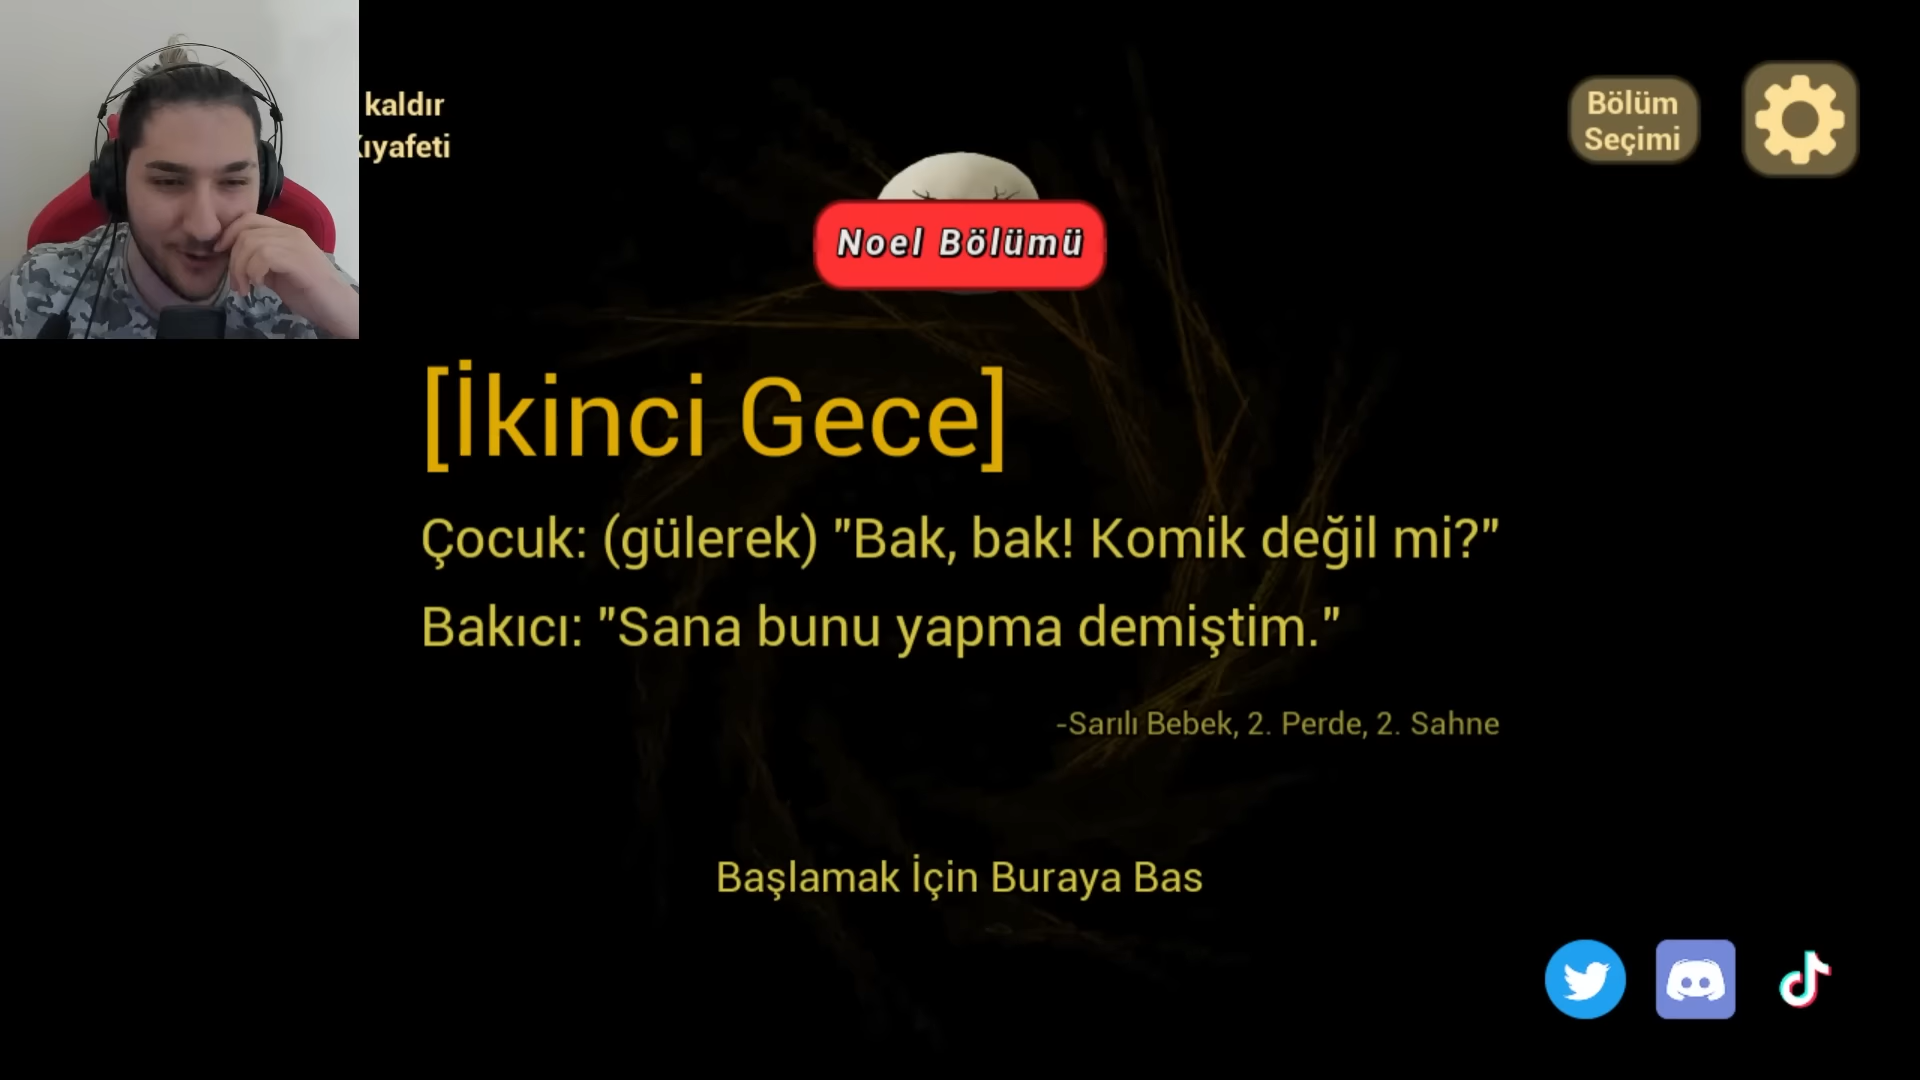 kaldır
Kıyafeti
Bölüm
Seçimi
Noel Bölümü
[İkinci Gece]
Çocuk: (gülerek) "Bak, bak! Komik değil mi?"
Bakıcı: "Sana bunu yapma demiştim."
-Sarılı Bebek, 2. Perde, 2. Sahne
Başlamak İçin Buraya Bas